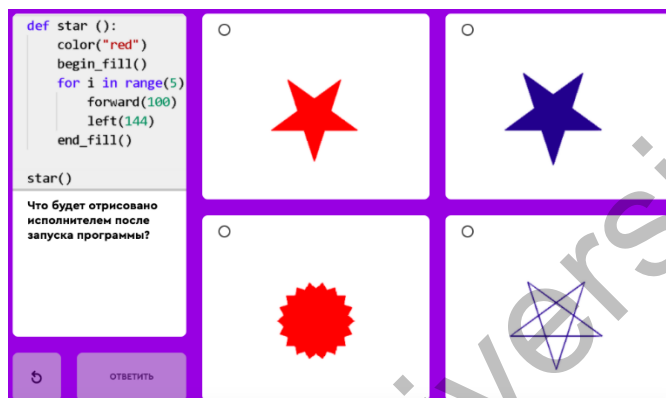 def star ():
color("red")
begin_fill()
for i in range(5)
forward(100)
left(144)
end_fill()
star()
Что будет отрисовано
исполнителем после
запуска программы?
ОТВЕТИТЬ
iversi